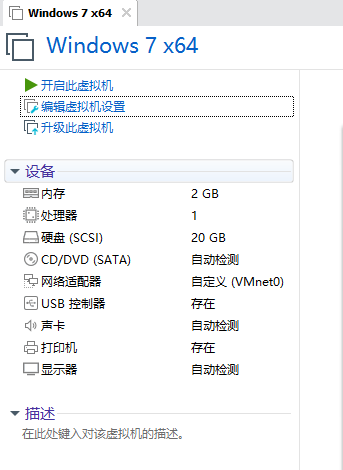 Windows 7 x64
Windows 7 x64
开启此虚拟机
编辑虚拟机设置
升级此虚拟机
设备
内存 2 GB
处理器 1
硬盘 (SCSI) 20 GB
CD/DVD (SATA) 自动检测
网络适配器 自定义 (VMnet0)
USB 控制器 存在
声卡 自动检测
打印机 存在
显示器 自动检测
描述
在此处键入对该虚拟机的描述。